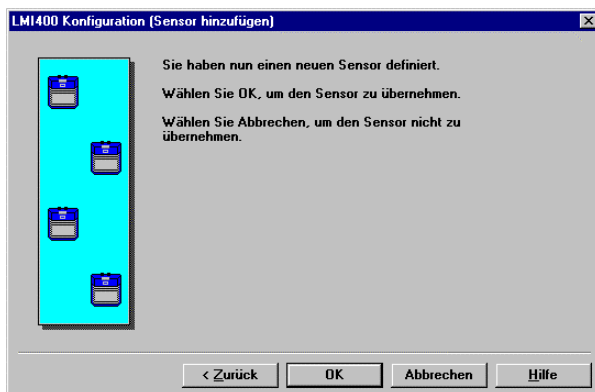 LMI400 Konfiguration (Sensor hinzufügen)
Sie haben nun einen neuen Sensor definiert.
Wählen Sie OK, um den Sensor zu übernehmen.
Wählen Sie Abbrechen, um den Sensor nicht zu
übernehmen.
< Zurück OK Abbrechen Hilfe